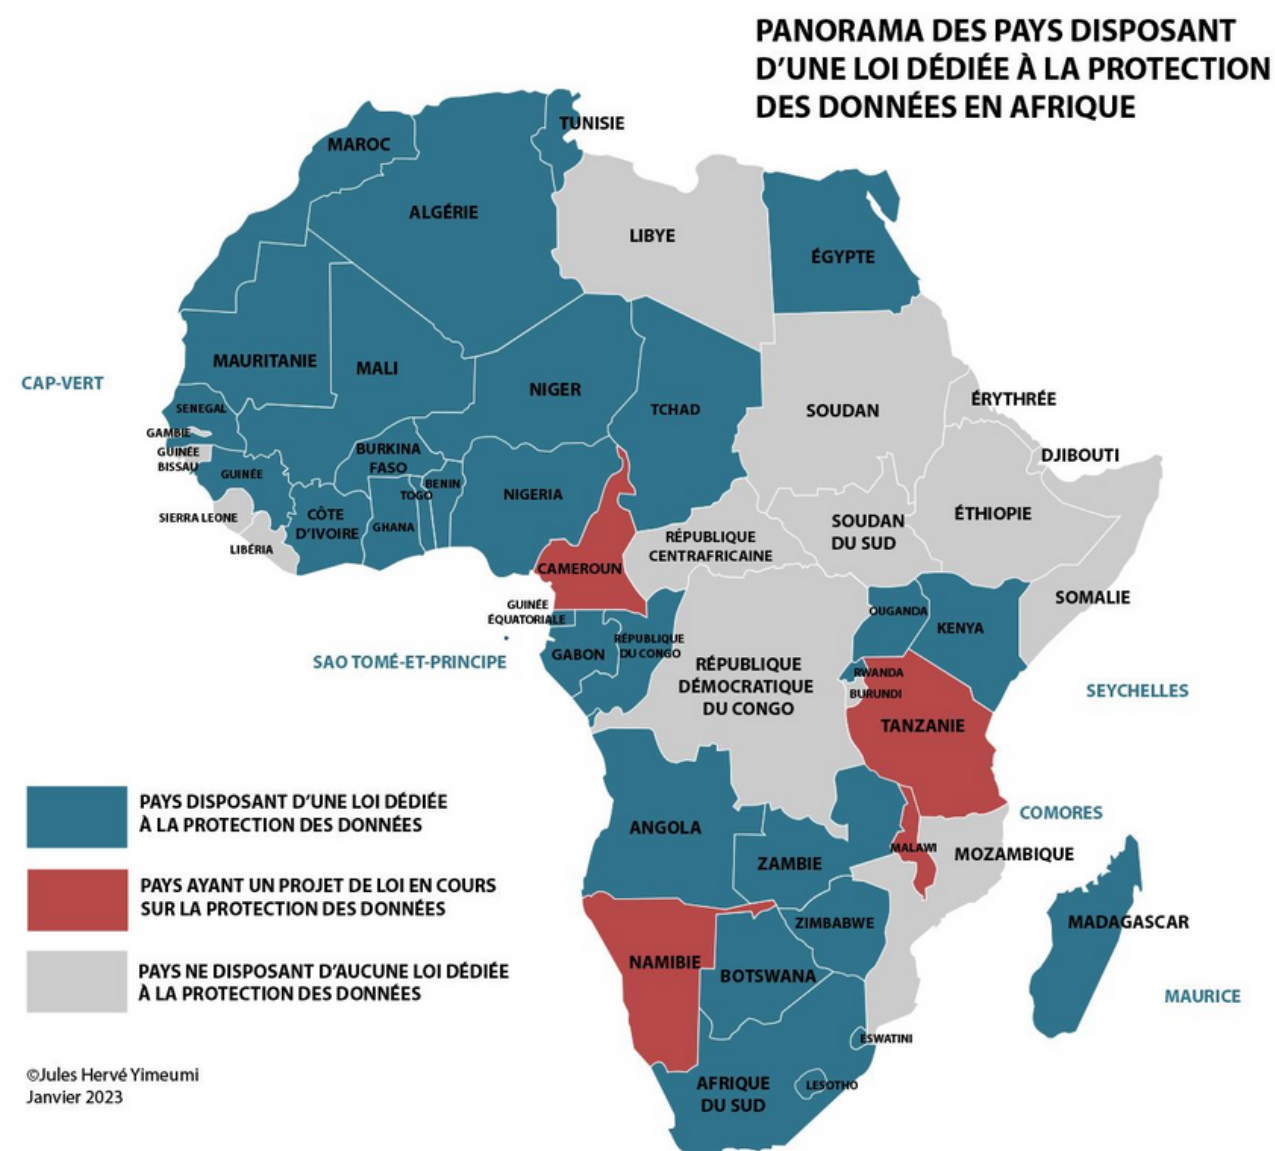 PANORAMA DES PAYS DISPOSANT
D'UNE LOI DÉDIÉE À LA PROTECTION
DES DONNÉES EN AFRIQUE
TUNISIE
MAROC
ALGÉRIE
LIBYE
ÉGYPTE
MAURITANIE
MALI
CAP-VERT
NIGER
TCHAD
SOUDAN
ÉRYTHRÉE
SENEGAL
GAMBIE
GUINÉE
BISSAU
GUINÉE
BURKINA
FASO
BENIN
TOGO
NIGERIA
DJIBOUTI
SIERRA LEONE
CÔTE
D'IVOIRE
GHANA
SOUDAN
DU SUD
ÉTHIOPIE
LIBÉRIA
RÉPUBLIQUE
CENTRAFRICAINE
CAMEROUN
SOMALIE
GUINÉE
ÉQUATORIALE
OUGANDA
KENYA
SAO TOMÉ-ET-PRINCIPE
GABON
RÉPUBLIQUE
DU CONGO
RÉPUBLIQUE
DÉMOCRATIQUE
DU CONGO
RWANDA
BURUNDI
SEYCHELLES
TANZANIE
PAYS DISPOSANT D'UNE LOI DÉDIÉE
À LA PROTECTION DES DONNÉES
ANGOLA
COMORES
ZAMBIE
MALAWI
MOZAMBIQUE
PAYS AYANT UN PROJET DE LOI EN COURS
SUR LA PROTECTION DES DONNÉES
ZIMBABWE
MADAGASCAR
NAMIBIE
BOTSWANA
PAYS NE DISPOSANT D'AUCUNE LOI DÉDIÉE
À LA PROTECTION DES DONNÉES
MAURICE
ESWATINI
AFRIQUE
DU SUD
LESOTHO
©Jules Hervé Yimeumi
Janvier 2023